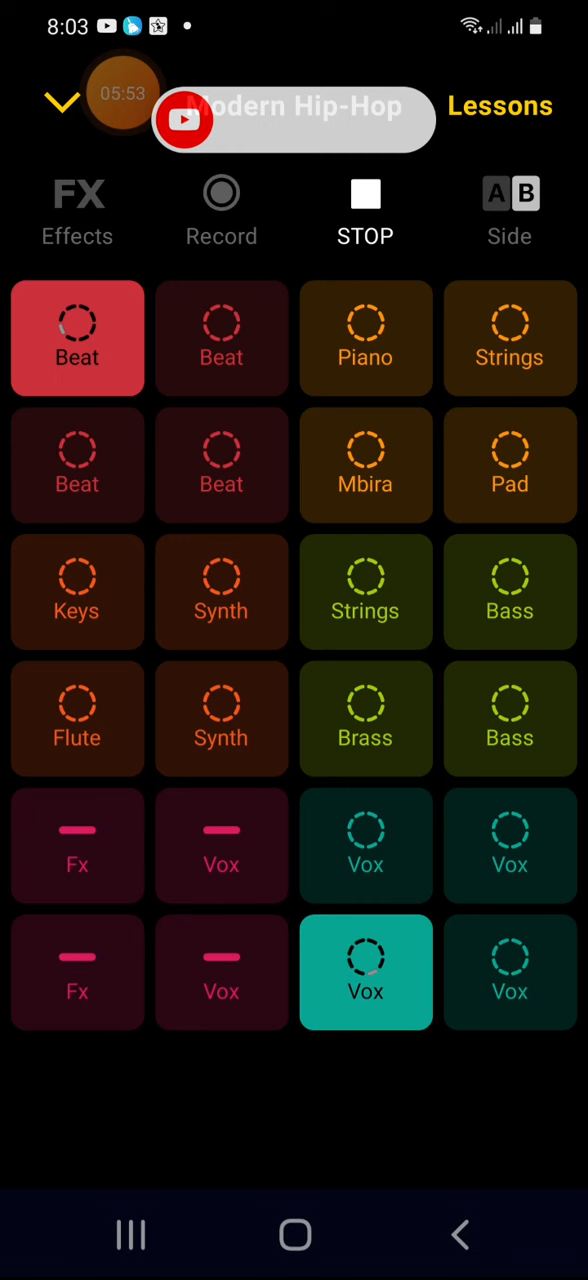 8:03
05:53
Modern Hip-Hop
Lessons
FX
A B
Effects
Record
STOP
Side
Beat
Beat
Piano
Strings
Beat
Beat
Mbira
Pad
Keys
Synth
Strings
Bass
Flute
Synth
Brass
Bass
Fx
Vox
Vox
Vox
Fx
Vox
Vox
Vox